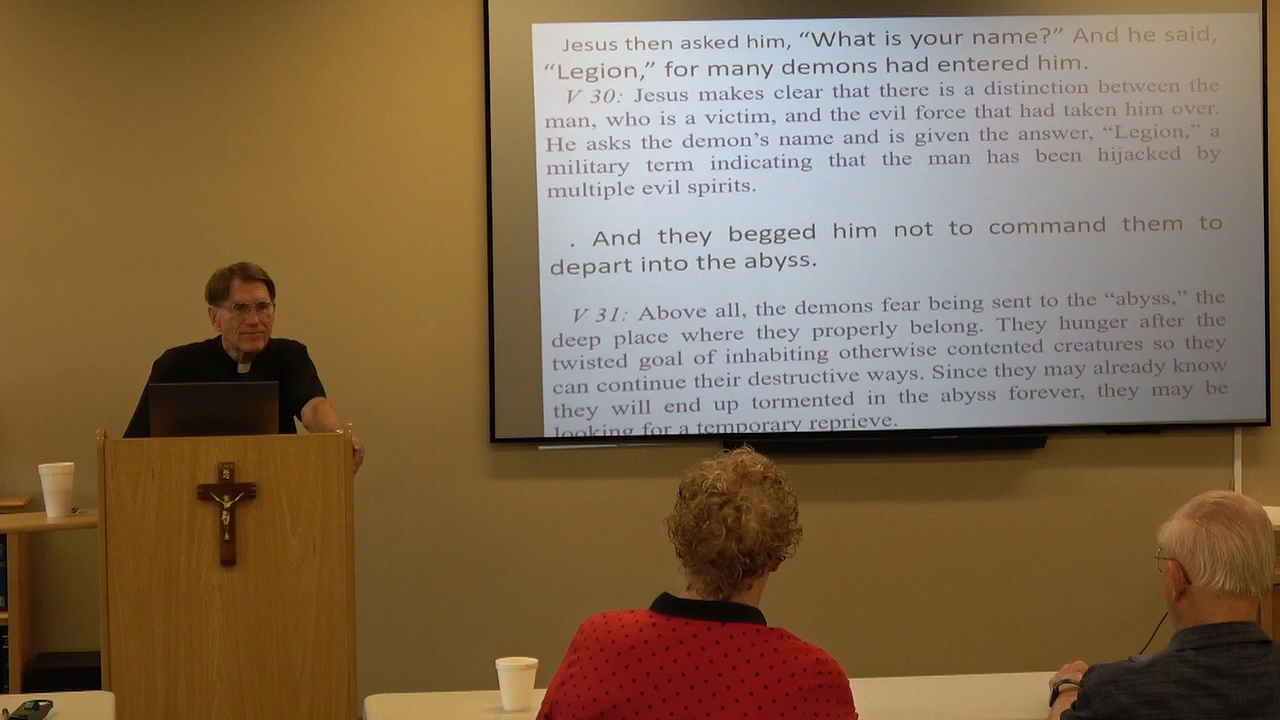 Jesus then asked him, “What is your name?” And he said,
“Legion,” for many demons had entered him.
V 30: Jesus makes clear that there is a distinction between the
man, who is a victim, and the evil force that had taken him over.
He asks the demon’s name and is given the answer, “Legion,” a
military term indicating that the man has been hijacked by
multiple evil spirits.
. And they begged him not to command them to
depart into the abyss.
V 31: Above all, the demons fear being sent to the “abyss,” the
deep place where they properly belong. They hunger after the
twisted goal of inhabiting otherwise contented creatures so they
can continue their destructive ways. Since they may already know
they will end up tormented in the abyss forever, they may be
looking for a temporary reprieve.